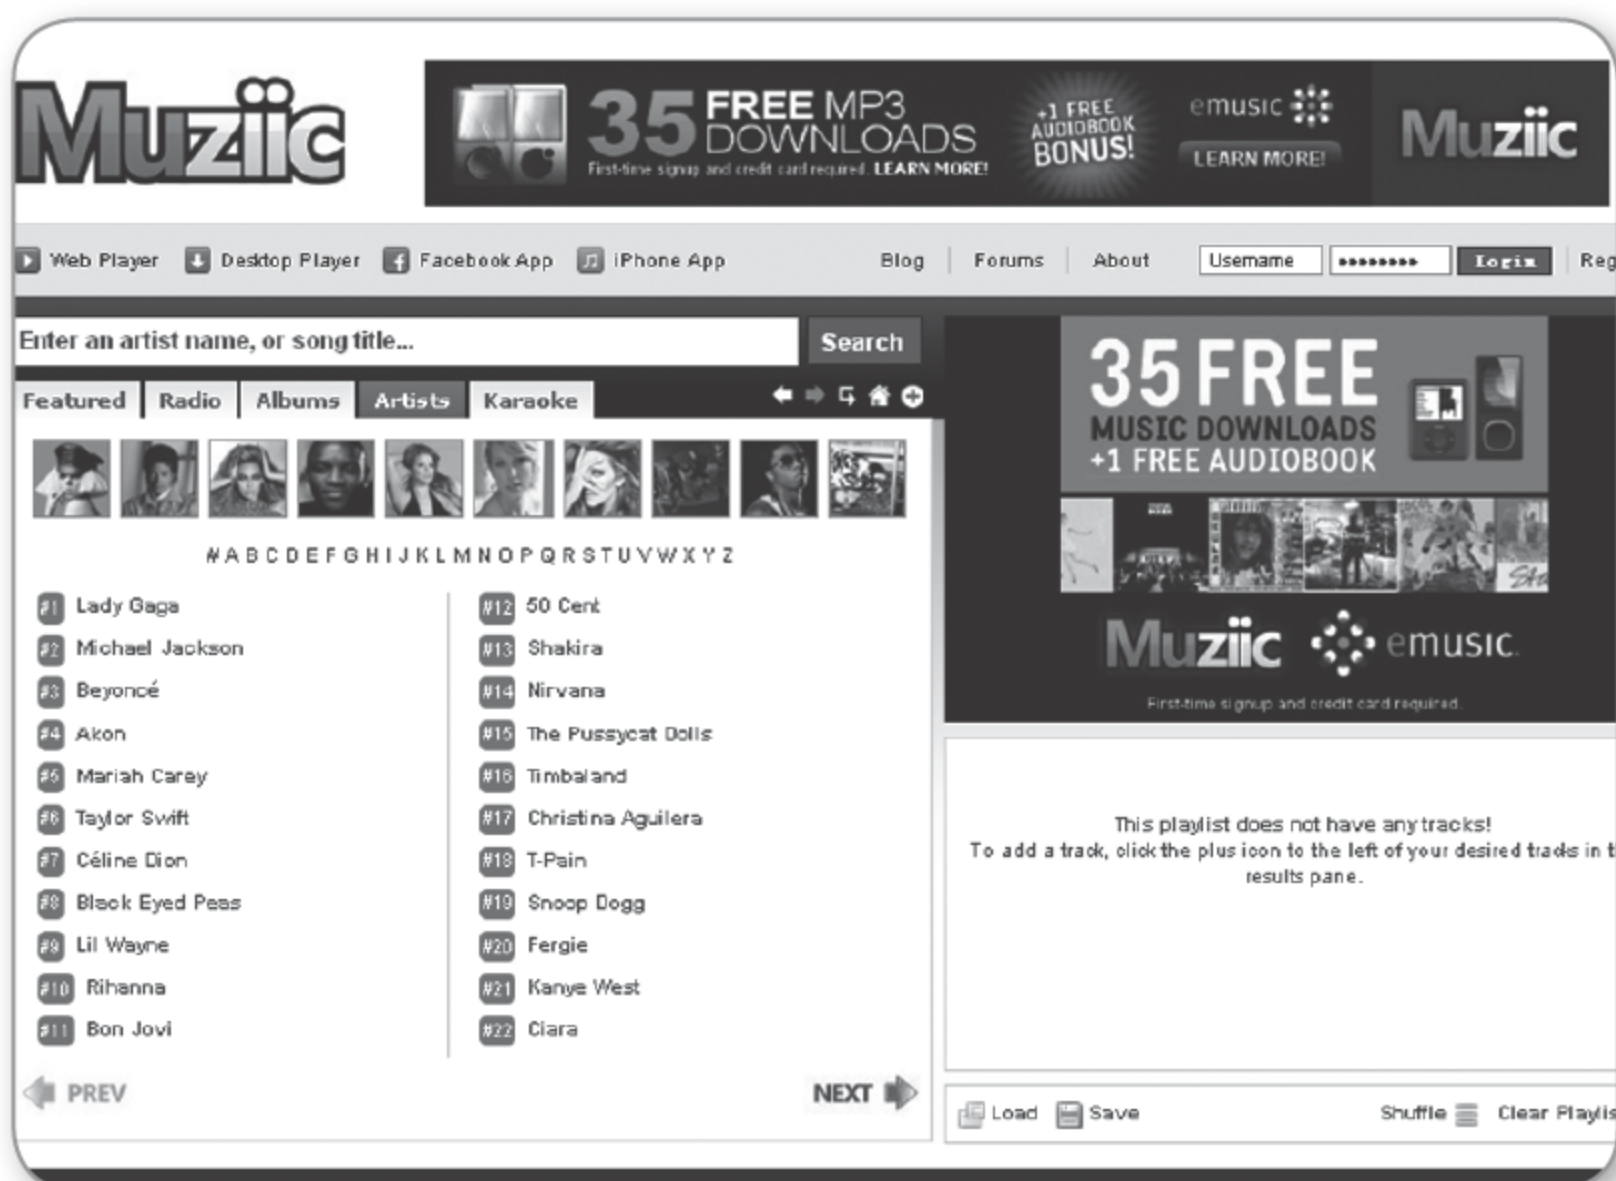 Muziic
35 FREE MP3 DOWNLOADS
First-time signup and credit card required. LEARN MORE!
+1 FREE
AUDIOBOOK
BONUS!
emusic
LEARN MORE!
Muziic
Web Player Desktop Player Facebook App iPhone App Blog Forums About Username •••••••• Login Reg
Enter an artist name, or song title... Search
Featured Radio Albums Artists Karaoke
# A B C D E F G H I J K L M N O P Q R S T U V W X Y Z
#1 Lady Gaga
#2 Michael Jackson
#3 Beyoncé
#4 Akon
#5 Mariah Carey
#6 Taylor Swift
#7 Céline Dion
#8 Black Eyed Peas
#9 Lil Wayne
#10 Rihanna
#11 Bon Jovi
#12 50 Cent
#13 Shakira
#14 Nirvana
#15 The Pussycat Dolls
#16 Timbaland
#17 Christina Aguilera
#18 T-Pain
#19 Snoop Dogg
#20 Fergie
#21 Kanye West
#22 Ciara
PREV NEXT
35 FREE
MUSIC DOWNLOADS
+1 FREE AUDIOBOOK
Muziic emusic
First-time signup and credit card required.
This playlist does not have any tracks!
To add a track, click the plus icon to the left of your desired tracks in t
results pane.
Load Save Shuffle Clear Playlis